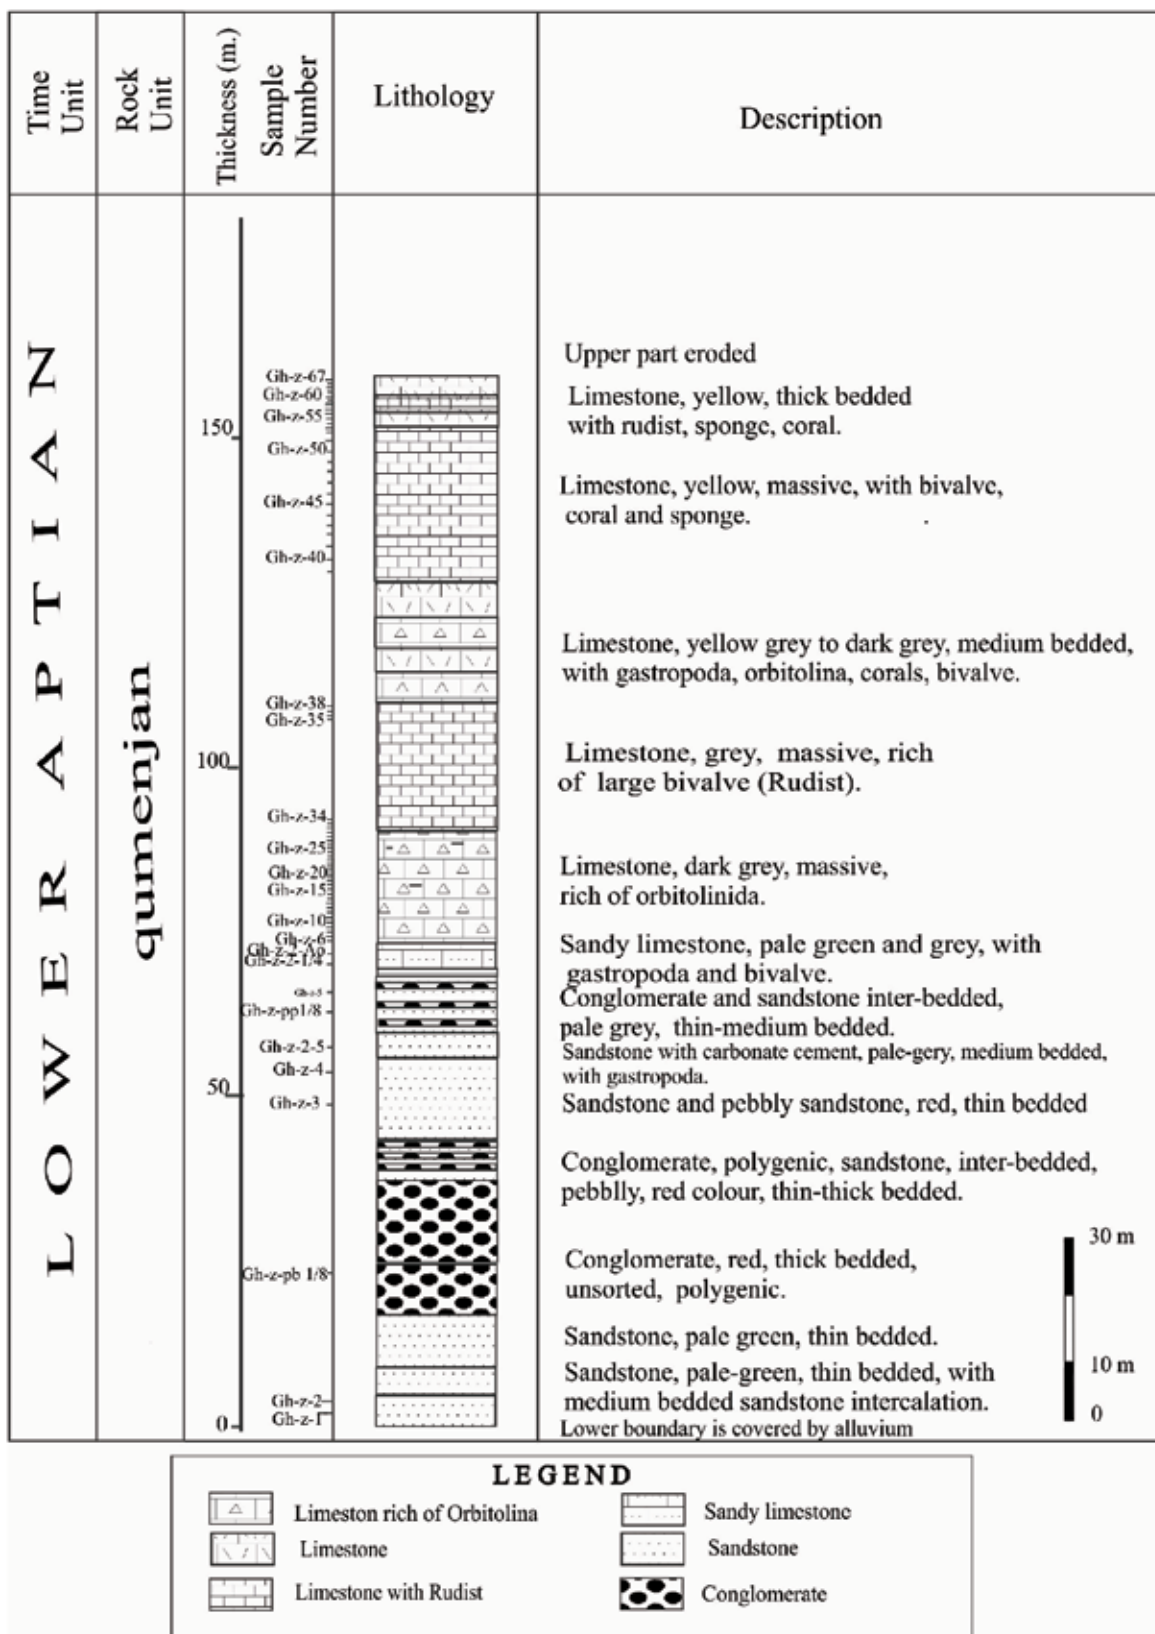 Time
Unit
Rock
Unit
Thickness (m.)
Sample
Number
Lithology
Description
LOWER APTIAN
qumenjan
150
100
50
0
Gh-z-67
Gh-z-60
Gh-z-55
Gh-z-50
Gh-z-45
Gh-z-40
Gh-z-38
Gh-z-35
Gh-z-34
Gh-z-25
Gh-z-20
Gh-z-15
Gh-z-10
Gh-z-6
Gh-z-2-1/4
Gh-z-pp1/8
Gh-z-2-5
Gh-z-4
Gh-z-3
Gh-z-pb 1/8
Gh-z-2
Gh-z-1
Upper part eroded
Limestone, yellow, thick bedded
with rudist, sponge, coral.
Limestone, yellow, massive, with bivalve,
coral and sponge.
Limestone, yellow grey to dark grey, medium bedded,
with gastropoda, orbitolina, corals, bivalve.
Limestone, grey, massive, rich
of large bivalve (Rudist).
Limestone, dark grey, massive,
rich of orbitolinida.
Sandy limestone, pale green and grey, with
gastropoda and bivalve.
Conglomerate and sandstone inter-bedded,
pale grey, thin-medium bedded.
Sandstone with carbonate cement, pale-gery, medium bedded,
with gastropoda.
Sandstone and pebbly sandstone, red, thin bedded
Conglomerate, polygenic, sandstone, inter-bedded,
pebblly, red colour, thin-thick bedded.
Conglomerate, red, thick bedded,
unsorted, polygenic.
Sandstone, pale green, thin bedded.
Sandstone, pale-green, thin bedded, with
medium bedded sandstone intercalation.
Lower boundary is covered by alluvium
30 m
10 m
0
LEGEND
Limeston rich of Orbitolina
Limestone
Limestone with Rudist
Sandy limestone
Sandstone
Conglomerate